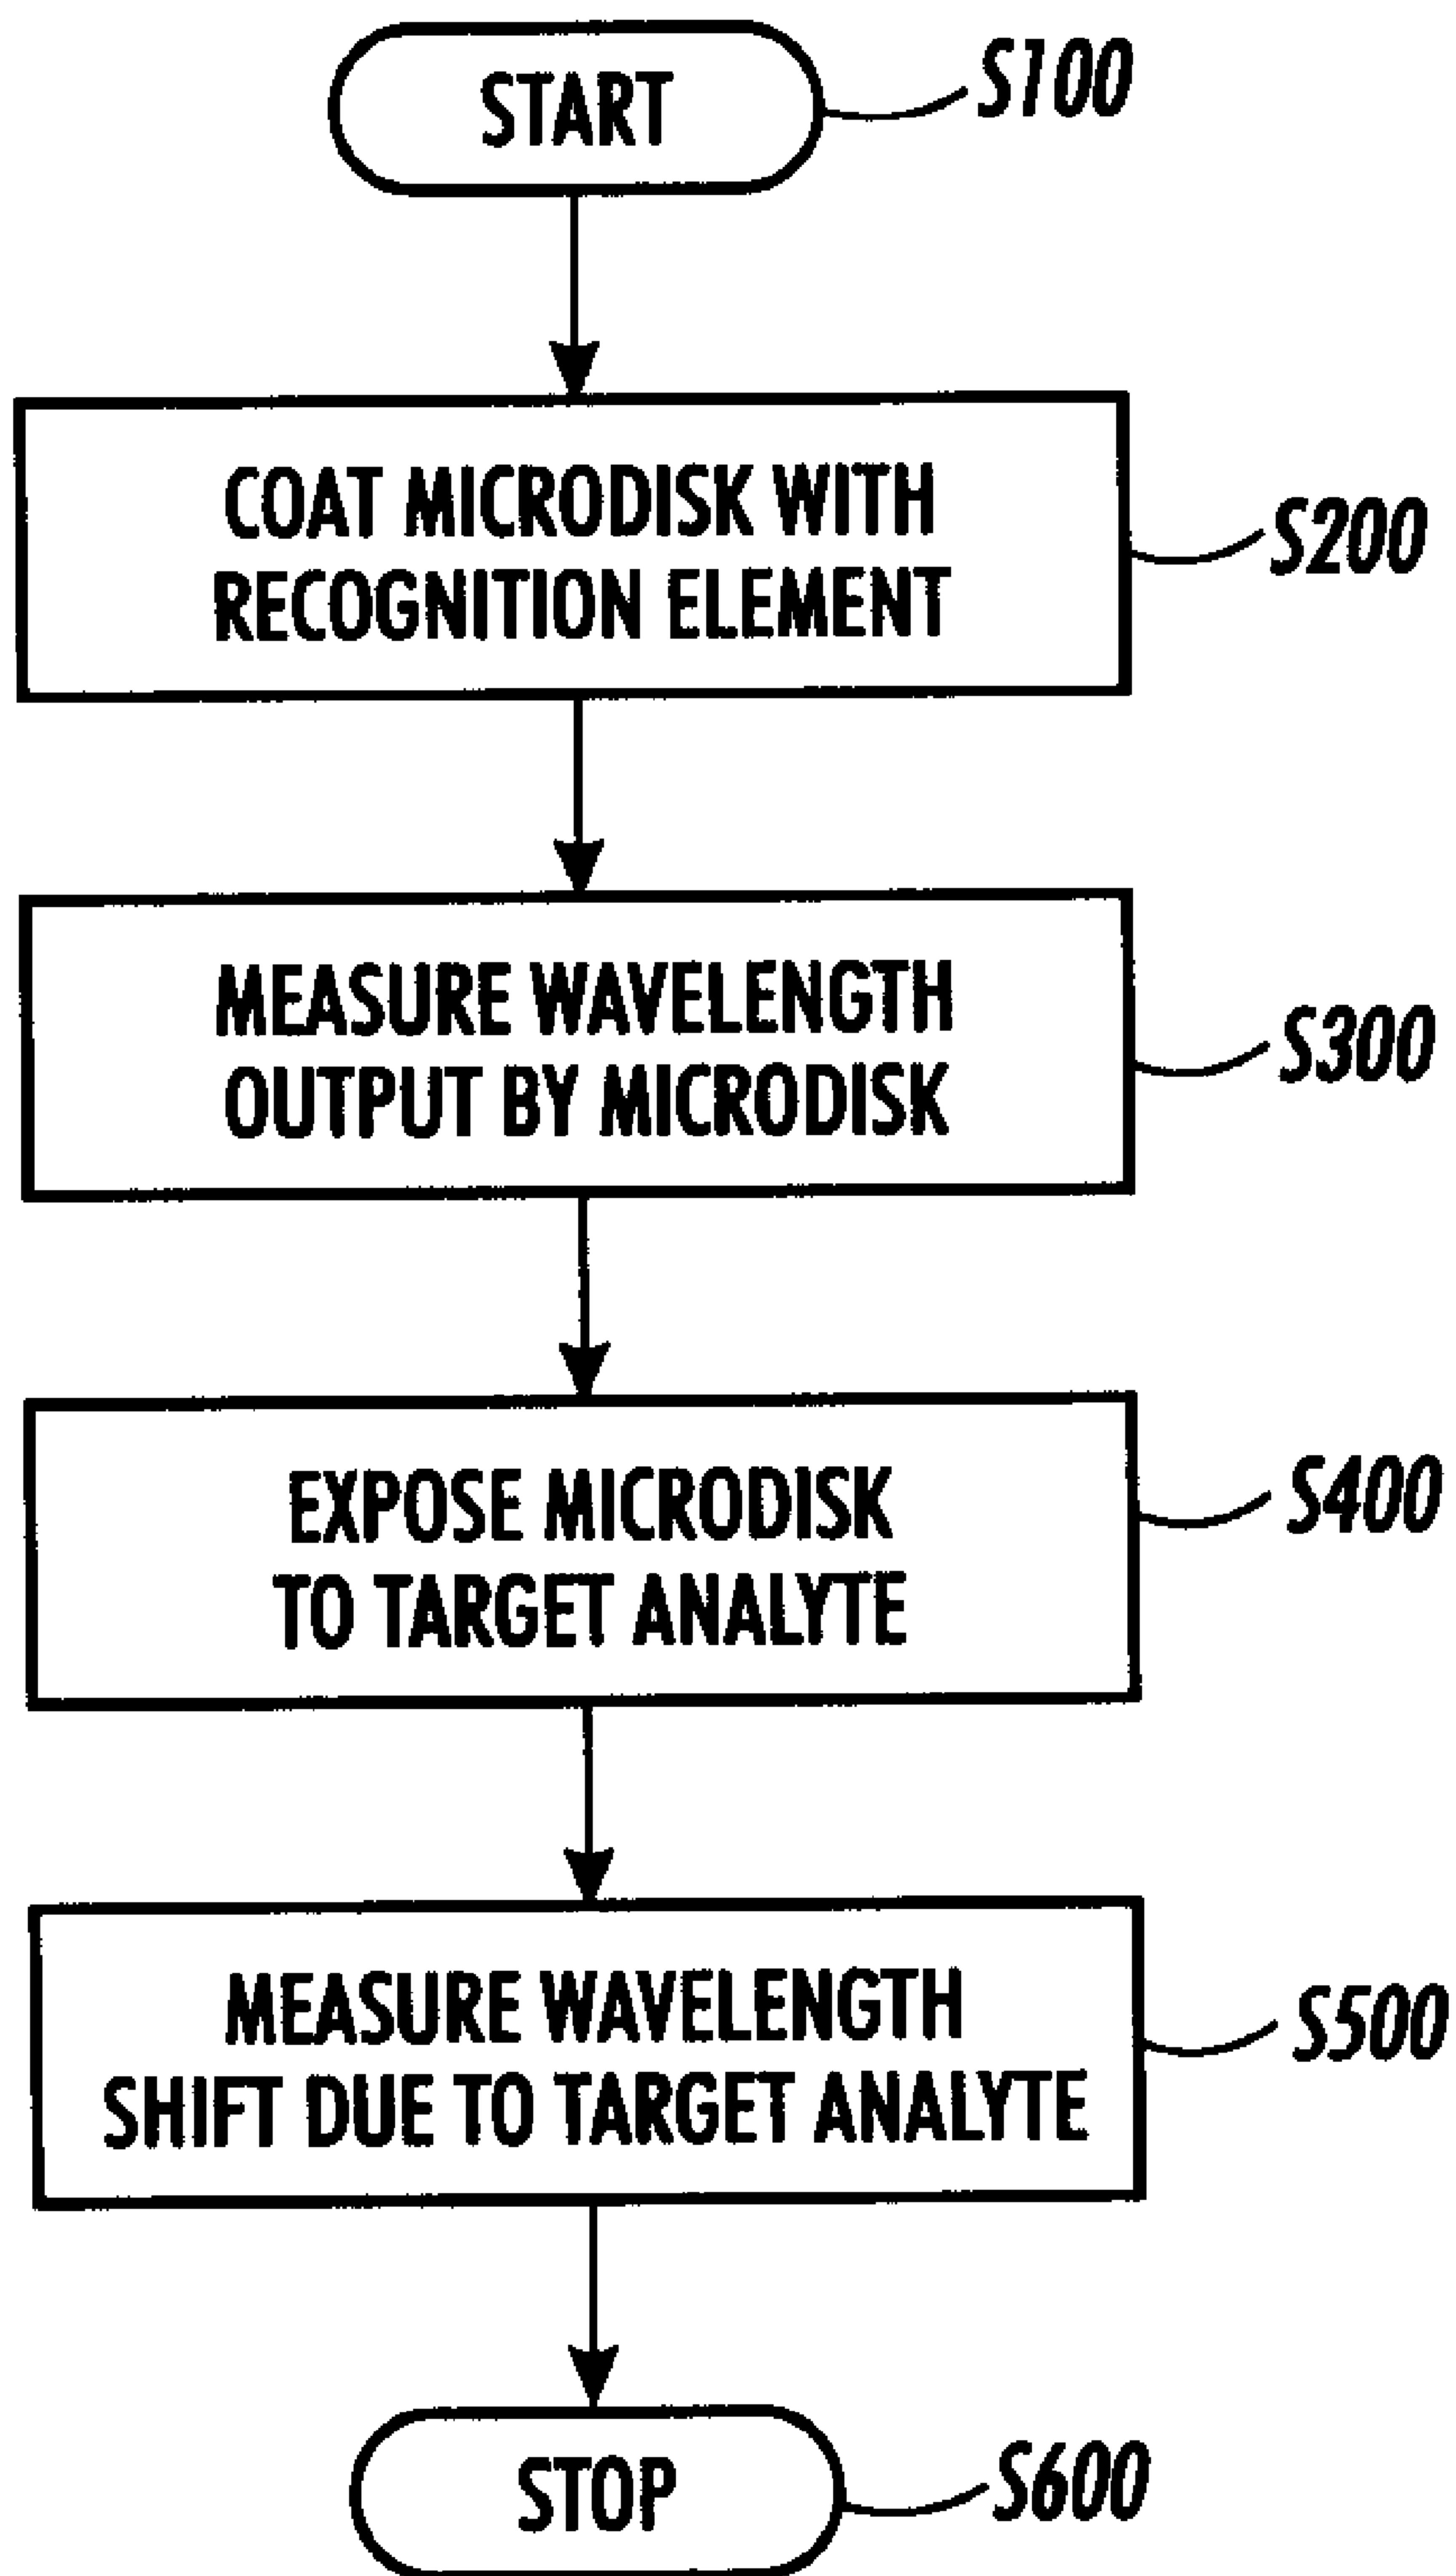 START
S100
COAT MICRODISK WITH
RECOGNITION ELEMENT
S200
MEASURE WAVELENGTH
OUTPUT BY MICRODISK
S300
EXPOSE MICRODISK
TO TARGET ANALYTE
S400
MEASURE WAVELENGTH
SHIFT DUE TO TARGET ANALYTE
S500
STOP
S600